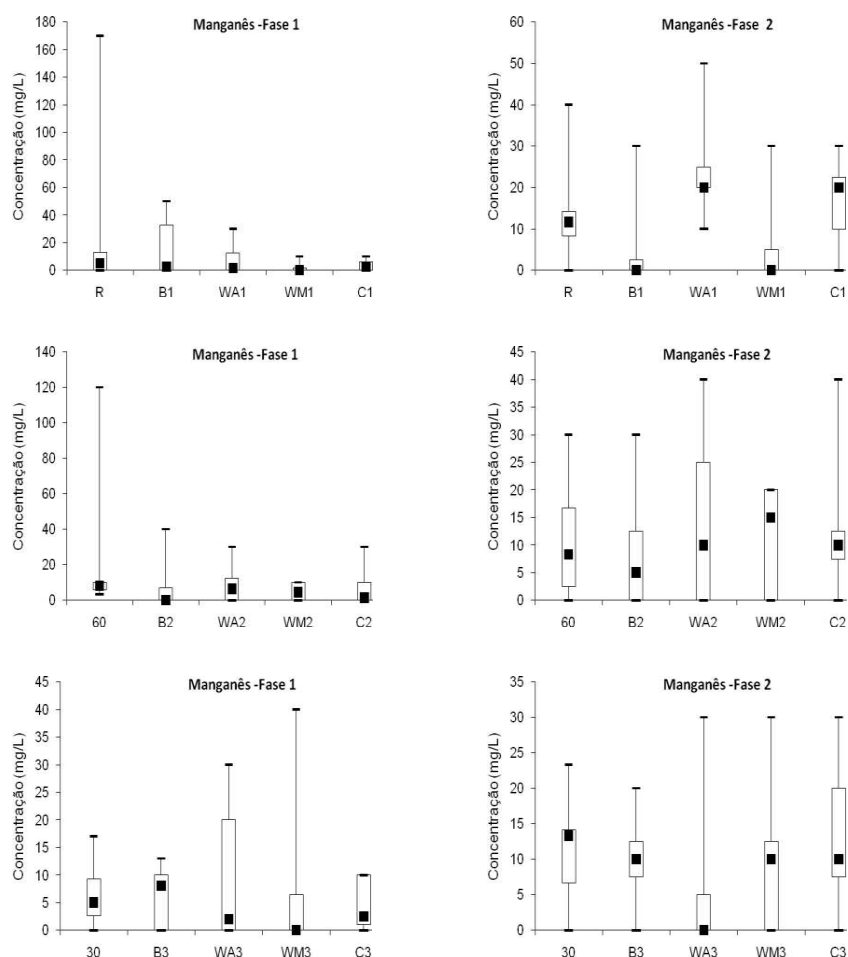 Manganês -Fase 1
Concentração (mg/L)
180
160
140
120
100
80
60
40
20
0
R B1 WA1 WM1 C1
Manganês -Fase 2
Concentração (mg/L)
60
50
40
30
20
10
0
R B1 WA1 WM1 C1
Manganês -Fase 1
Concentração (mg/L)
140
120
100
80
60
40
20
0
60 B2 WA2 WM2 C2
Manganês -Fase 2
Concentração (mg/L)
45
40
35
30
25
20
15
10
5
0
60 B2 WA2 WM2 C2
Manganês -Fase 1
Concentração (mg/L)
45
40
35
30
25
20
15
10
5
0
30 B3 WA3 WM3 C3
Manganês -Fase 2
Concentração (mg/L)
35
30
25
20
15
10
5
0
30 B3 WA3 WM3 C3